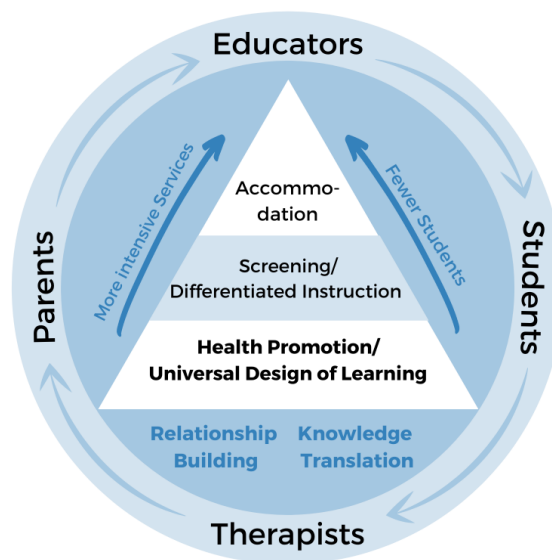 Educators
More intensive Services
Fewer Students
Accommo-
dation
Parents
Students
Screening/
Differentiated Instruction
Health Promotion/
Universal Design of Learning
Relationship
Building
Knowledge
Translation
Therapists